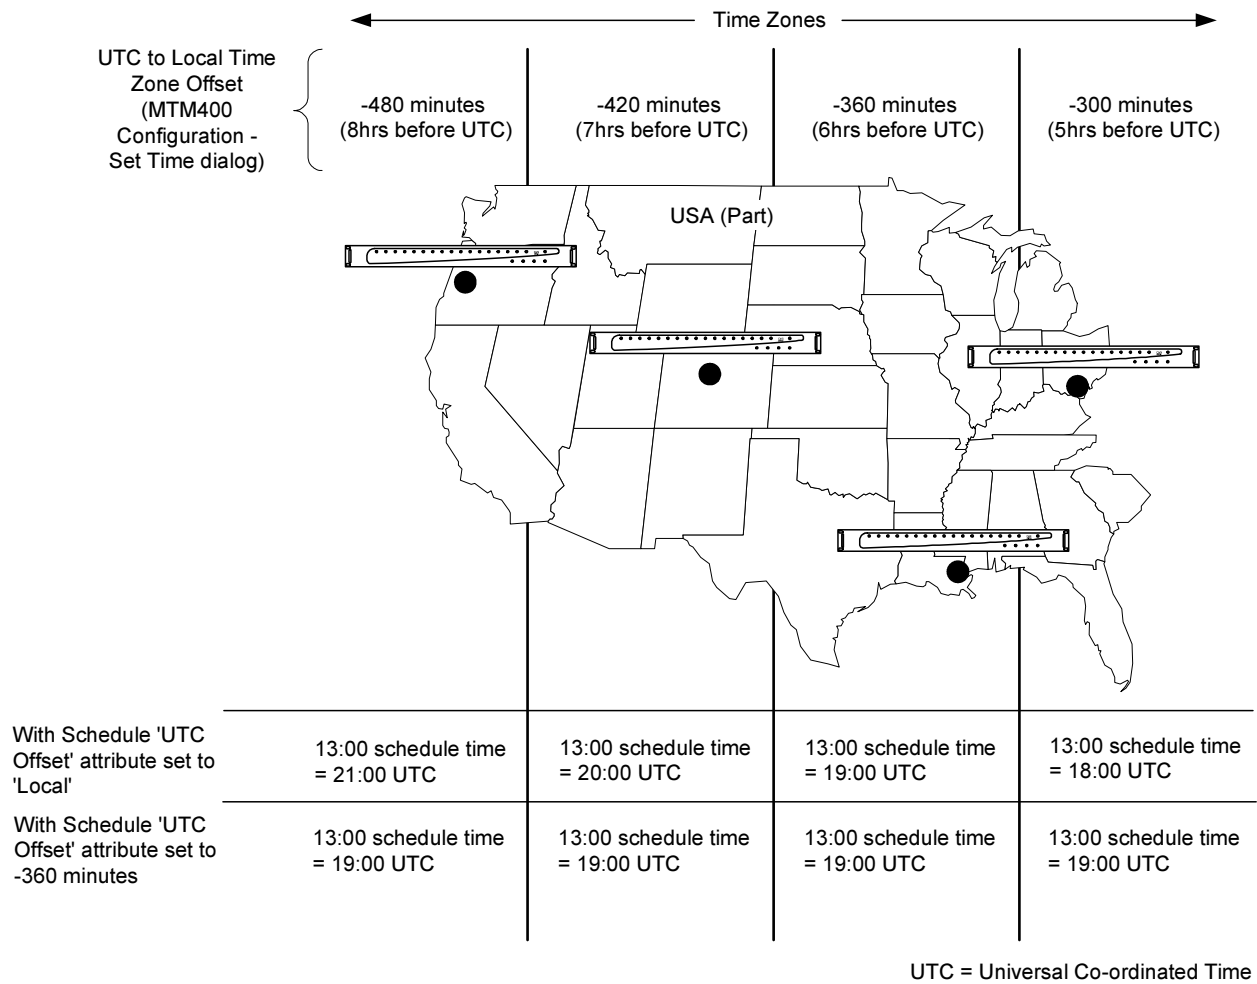 Time Zones
UTC to Local Time
Zone Offset
(MTM400
Configuration -
Set Time dialog)
-480 minutes
(8hrs before UTC)
-420 minutes
(7hrs before UTC)
-360 minutes
(6hrs before UTC)
-300 minutes
(5hrs before UTC)
USA (Part)
With Schedule 'UTC
Offset' attribute set to
'Local'
13:00 schedule time
= 21:00 UTC
13:00 schedule time
= 20:00 UTC
13:00 schedule time
= 19:00 UTC
13:00 schedule time
= 18:00 UTC
With Schedule 'UTC
Offset' attribute set to
-360 minutes
13:00 schedule time
= 19:00 UTC
13:00 schedule time
= 19:00 UTC
13:00 schedule time
= 19:00 UTC
13:00 schedule time
= 19:00 UTC
UTC = Universal Co-ordinated Time